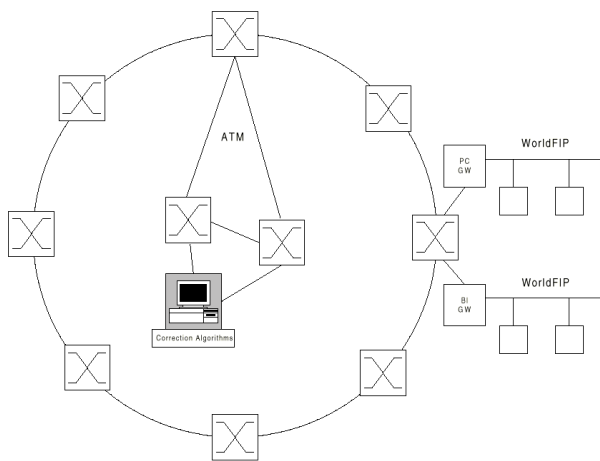 ATM
WorldFIP
PC
GW
WorldFIP
BI
GW
Correction Algorithms